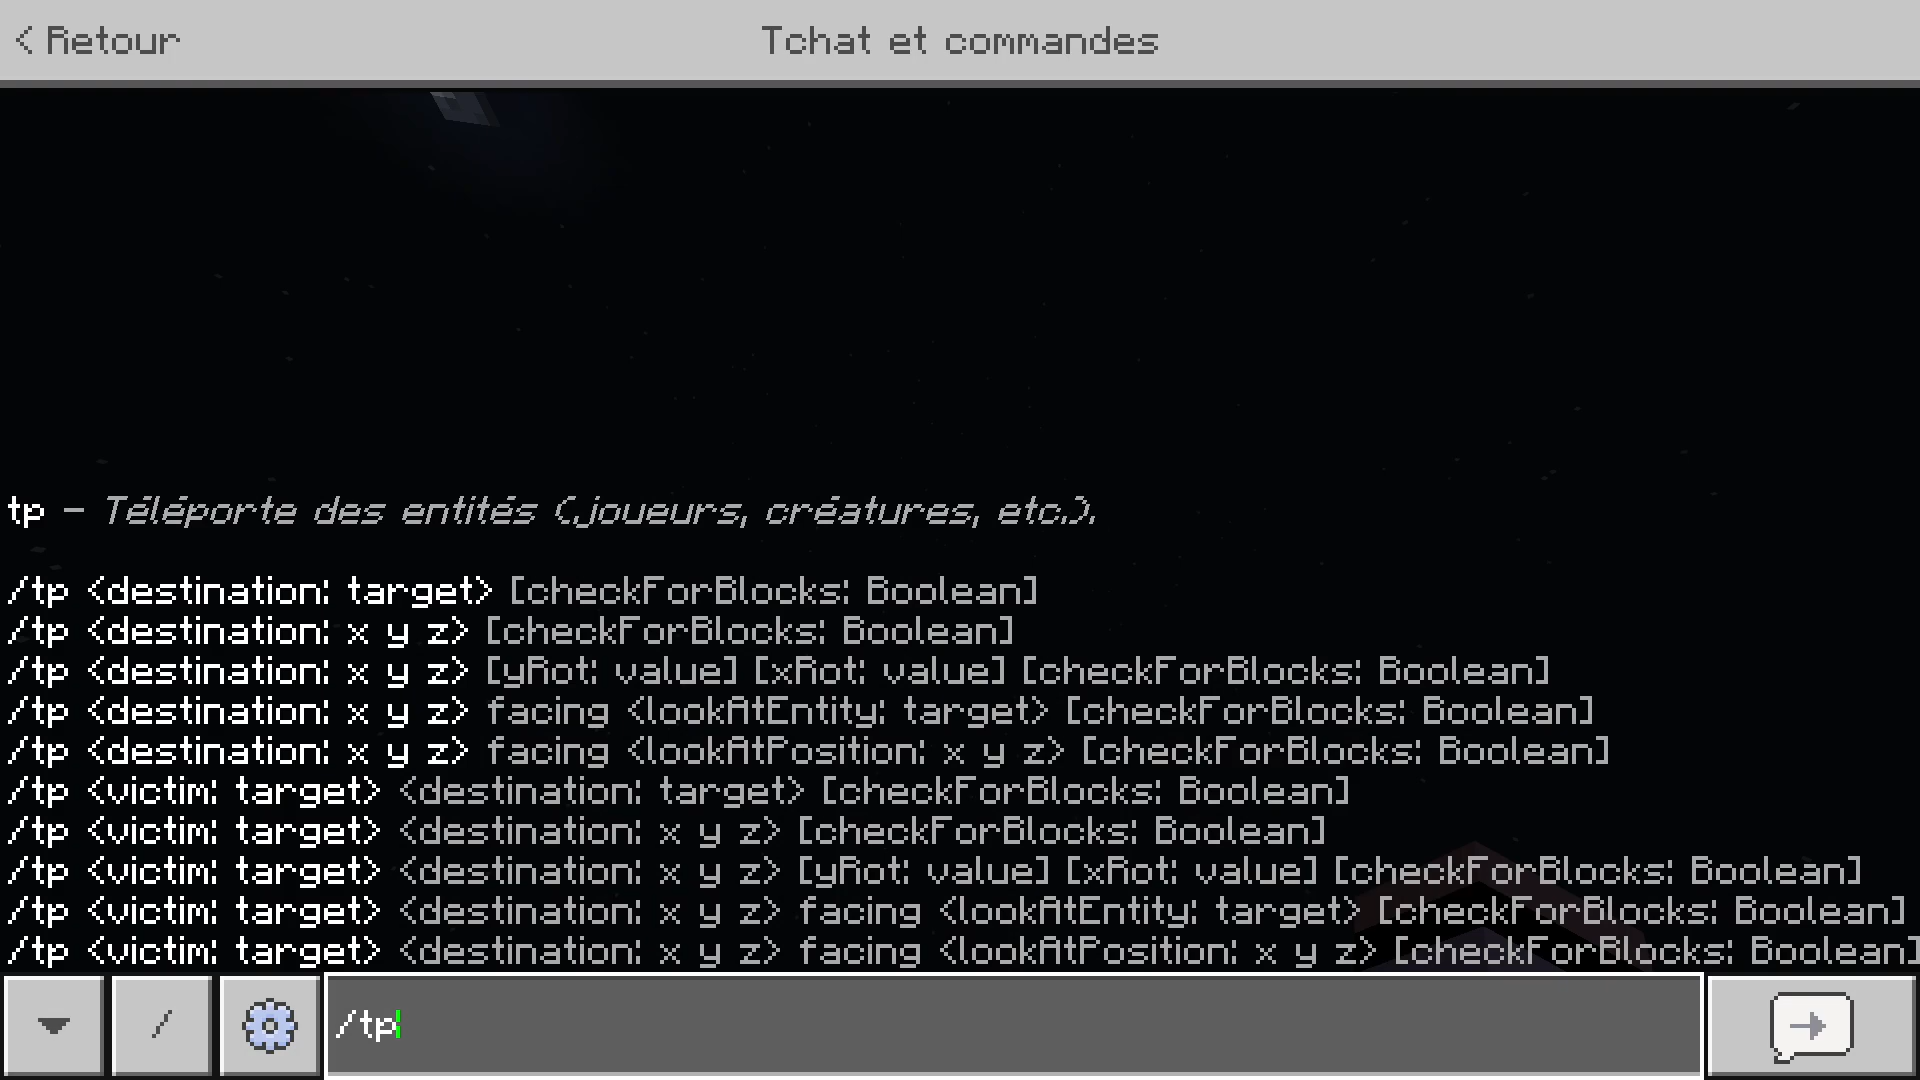 < Retour
Tchat et commandes
tp - Téléporte des entités (joueurs, créatures, etc.).
/tp <destination: target> [checkForBlocks: Boolean]
/tp <destination: x y z> [checkForBlocks: Boolean]
/tp <destination: x y z> [yRot: value] [xRot: value] [checkForBlocks: Boolean]
/tp <destination: x y z> facing <lookAtEntity: target> [checkForBlocks: Boolean]
/tp <destination: x y z> facing <lookAtPosition: x y z> [checkForBlocks: Boolean]
/tp <victim: target> <destination: target> [checkForBlocks: Boolean]
/tp <victim: target> <destination: x y z> [checkForBlocks: Boolean]
/tp <victim: target> <destination: x y z> [yRot: value] [xRot: value] [checkForBlocks: Boolean]
/tp <victim: target> <destination: x y z> facing <lookAtEntity: target> [checkForBlocks: Boolean]
/tp <victim: target> <destination: x y z> facing <lookAtPosition: x y z> [checkForBlocks: Boolean]
/
/tp